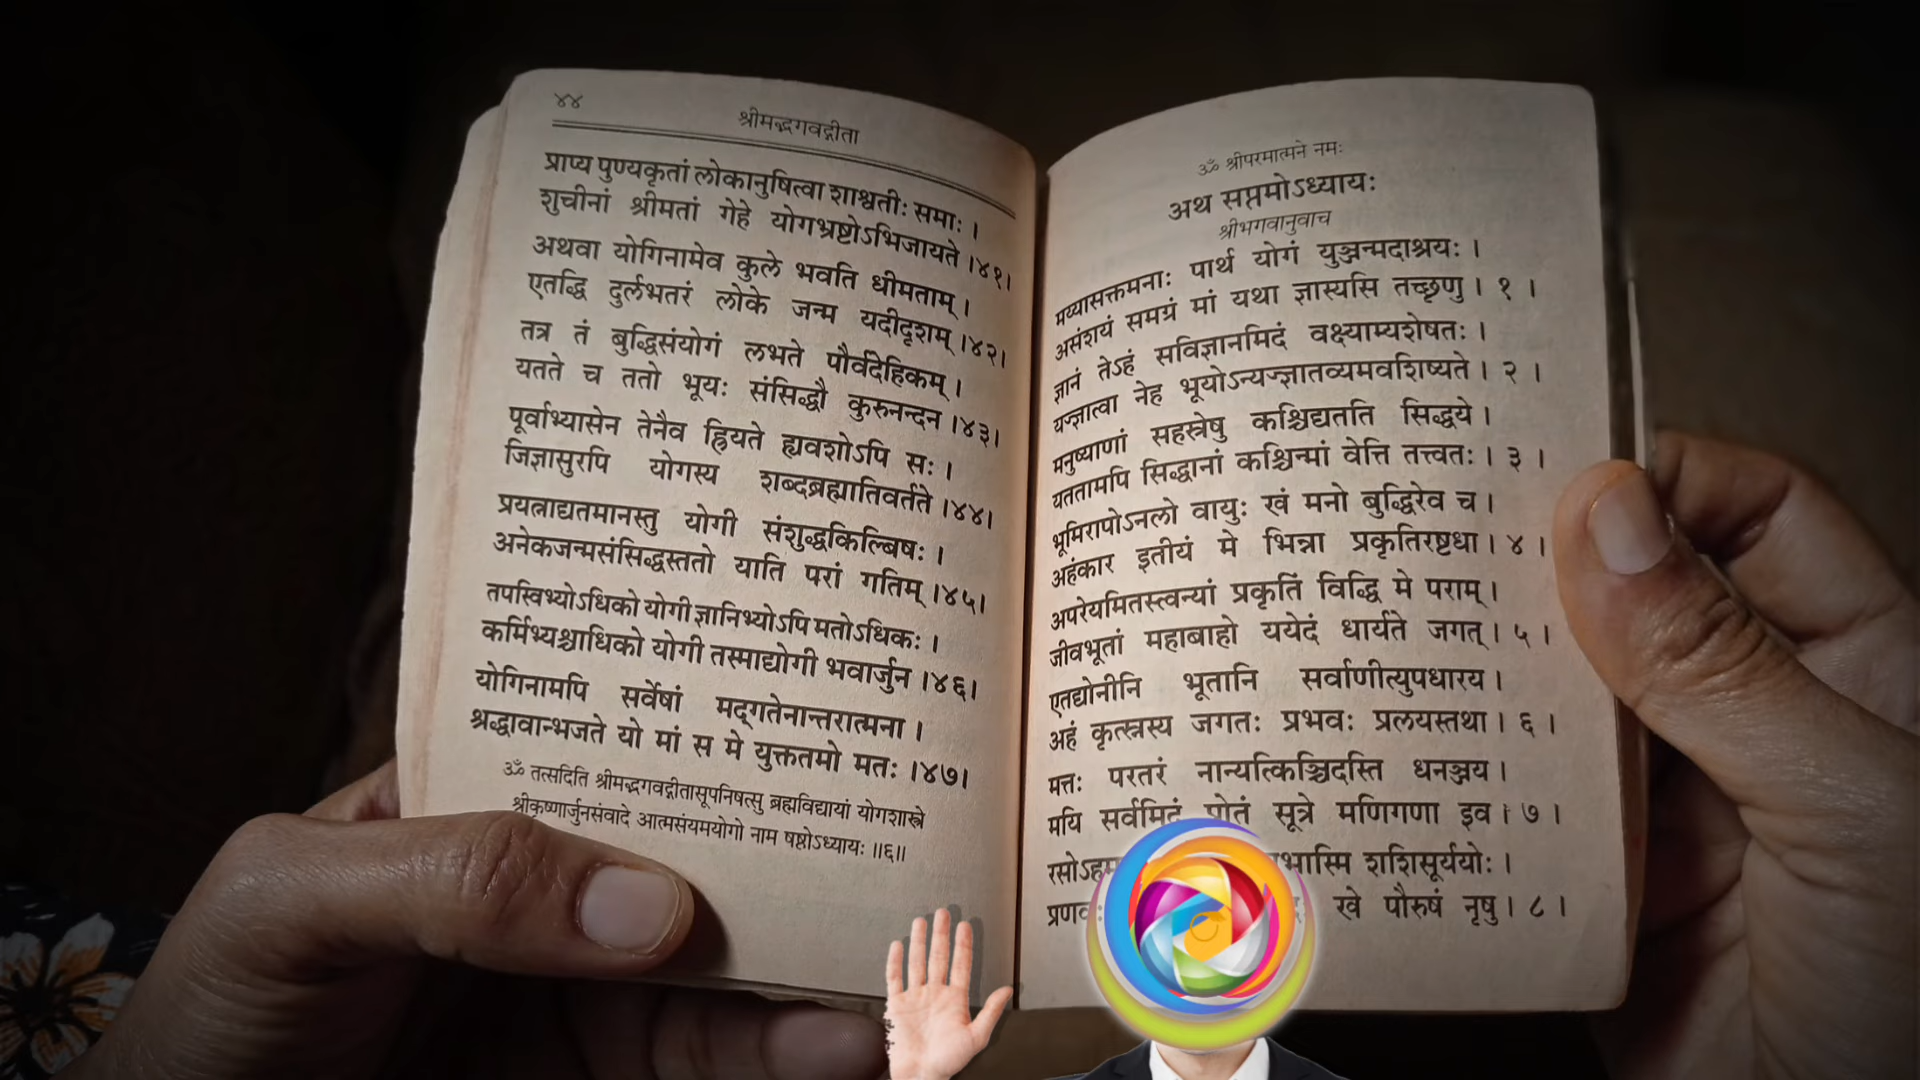 ४४
श्रीमद्भगवद्गीता
प्राप्य पुण्यकृतां लोकानुषित्वा शाश्वतीः समाः ।
शुचीनां श्रीमतां गेहे योगभ्रष्टोऽभिजायते ।४१।
अथवा योगिनामेव कुले भवति धीमताम् ।
एतद्धि दुर्लभतरं लोके जन्म यदीदृशम् ।४२।
तत्र तं बुद्धिसंयोगं लभते पौर्वदेहिकम् ।
यतते च ततो भूयः संसिद्धौ कुरुनन्दन ।४३।
पूर्वाभ्यासेन तेनैव ह्रियते ह्यवशोऽपि सः ।
जिज्ञासुरपि योगस्य शब्दब्रह्मातिवर्तते ।४४।
प्रयत्नाद्यतमानस्तु योगी संशुद्धकिल्बिषः ।
अनेकजन्मसंसिद्धस्ततो याति परां गतिम् ।४५।
तपस्विभ्योऽधिको योगी ज्ञानिभ्योऽपि मतोऽधिकः ।
कर्मिभ्यश्चाधिको योगी तस्माद्योगी भवार्जुन ।४६।
योगिनामपि सर्वेषां मद्‌गतेनान्तरात्मना ।
श्रद्धावान्भजते यो मां स मे युक्ततमो मतः ।४७।
ॐ तत्सदिति श्रीमद्भगवद्गीतासूपनिषत्सु ब्रह्मविद्यायां योगशास्त्रे
श्रीकृष्णार्जुनसंवादे आत्मसंयमयोगो नाम षष्ठोऽध्यायः ॥६॥
ॐ श्रीपरमात्मने नमः
अथ सप्तमोऽध्यायः
श्रीभगवानुवाच
मय्यासक्तमनाः पार्थ योगं युञ्जन्मदाश्रयः ।
असंशयं समग्रं मां यथा ज्ञास्यसि तच्छृणु । १ ।
ज्ञानं तेऽहं सविज्ञानमिदं वक्ष्याम्यशेषतः ।
यज्ज्ञात्वा नेह भूयोऽन्यज्ज्ञातव्यमवशिष्यते । २ ।
मनुष्याणां सहस्रेषु कश्चिद्यतति सिद्धये ।
यततामपि सिद्धानां कश्चिन्मां वेत्ति तत्त्वतः । ३ ।
भूमिरापोऽनलो वायुः खं मनो बुद्धिरेव च ।
अहंकार इतीयं मे भिन्ना प्रकृतिरष्टधा । ४ ।
अपरेयमितस्त्वन्यां प्रकृतिं विद्धि मे पराम् ।
जीवभूतां महाबाहो ययेदं धार्यते जगत् । ५ ।
एतद्योनीनि भूतानि सर्वाणीत्युपधारय ।
अहं कृत्स्नस्य जगतः प्रभवः प्रलयस्तथा । ६ ।
मत्तः परतरं नान्यत्किञ्चिदस्ति धनञ्जय ।
मयि सर्वमिदं प्रोतं सूत्रे मणिगणा इव । ७ ।
शशिसूर्ययोः ।
खे पौरुषं नृषु । ८ ।